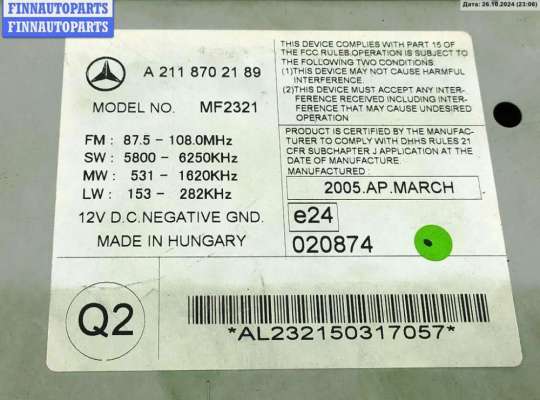 FINNAUTOPARTS
FINNAUTOPARTS
FINNAUTOPARTS
Дата: 26.10.2024 (23:06)
A 211 870 21 89
MODEL NO. MF2321
FM : 87.5 - 108.0MHz
SW : 5800 - 6250KHz
MW : 531 - 1620KHz
LW : 153 - 282KHz
12V D.C.NEGATIVE GND.
MADE IN HUNGARY
THIS DEVICE COMPLIES WITH PART 15 OF
THE FCC RULES. OPERATION IS SUBJECT TO
THE FOLLOWING TWO CONDITIONS:
(1)THIS DEVICE MAY NOT CAUSE HARMFUL
INTERFERENCE, AND
(2)THIS DEVICE MUST ACCEPT ANY INTER-
FERENCE RECEIVED INCLUDING INTER-
FERENCE THAT MAY CAUSE UNDESIRED
OPERATION
PRODUCT IS CERTIFIED BY THE MANUFAC-
TURER TO COMPLY WITH DHHS RULES 21
CFR SUBCHAPTER J APPLICATION AT THE
DATE OF MANUFACTURE.
MANUFACTURED :
2005.AP.MARCH
e24
020874
Q2
*AL232150317057*